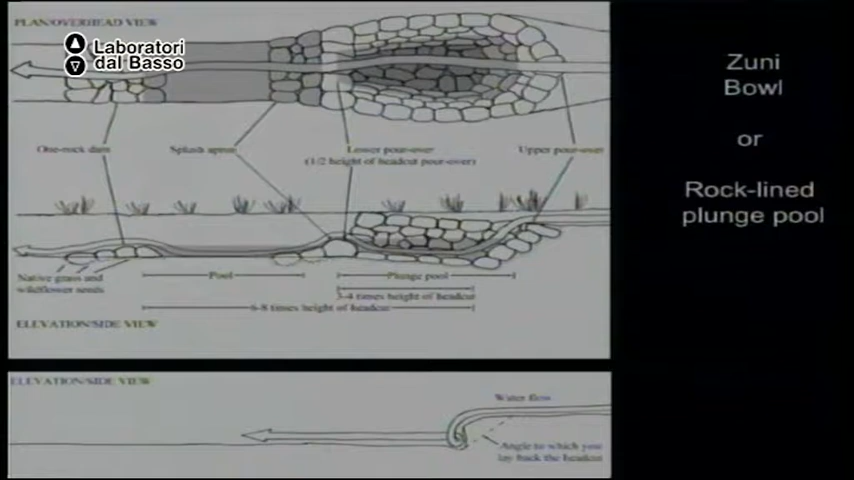 PLAN/OVERHEAD VIEW
Laboratori
dal Basso
One-rock dam
Splash apron
Lower pour-over
(1/2 height of headcut pour-over)
Upper pour-over
Native grass and
wildflower seeds
Pool
Plunge pool
3-4 times height of headcut
6-8 times height of headcut
ELEVATION/SIDE VIEW
ELEVATION/SIDE VIEW
Water flow
Angle to which you
lay back the headcut
Zuni
Bowl
or
Rock-lined
plunge pool